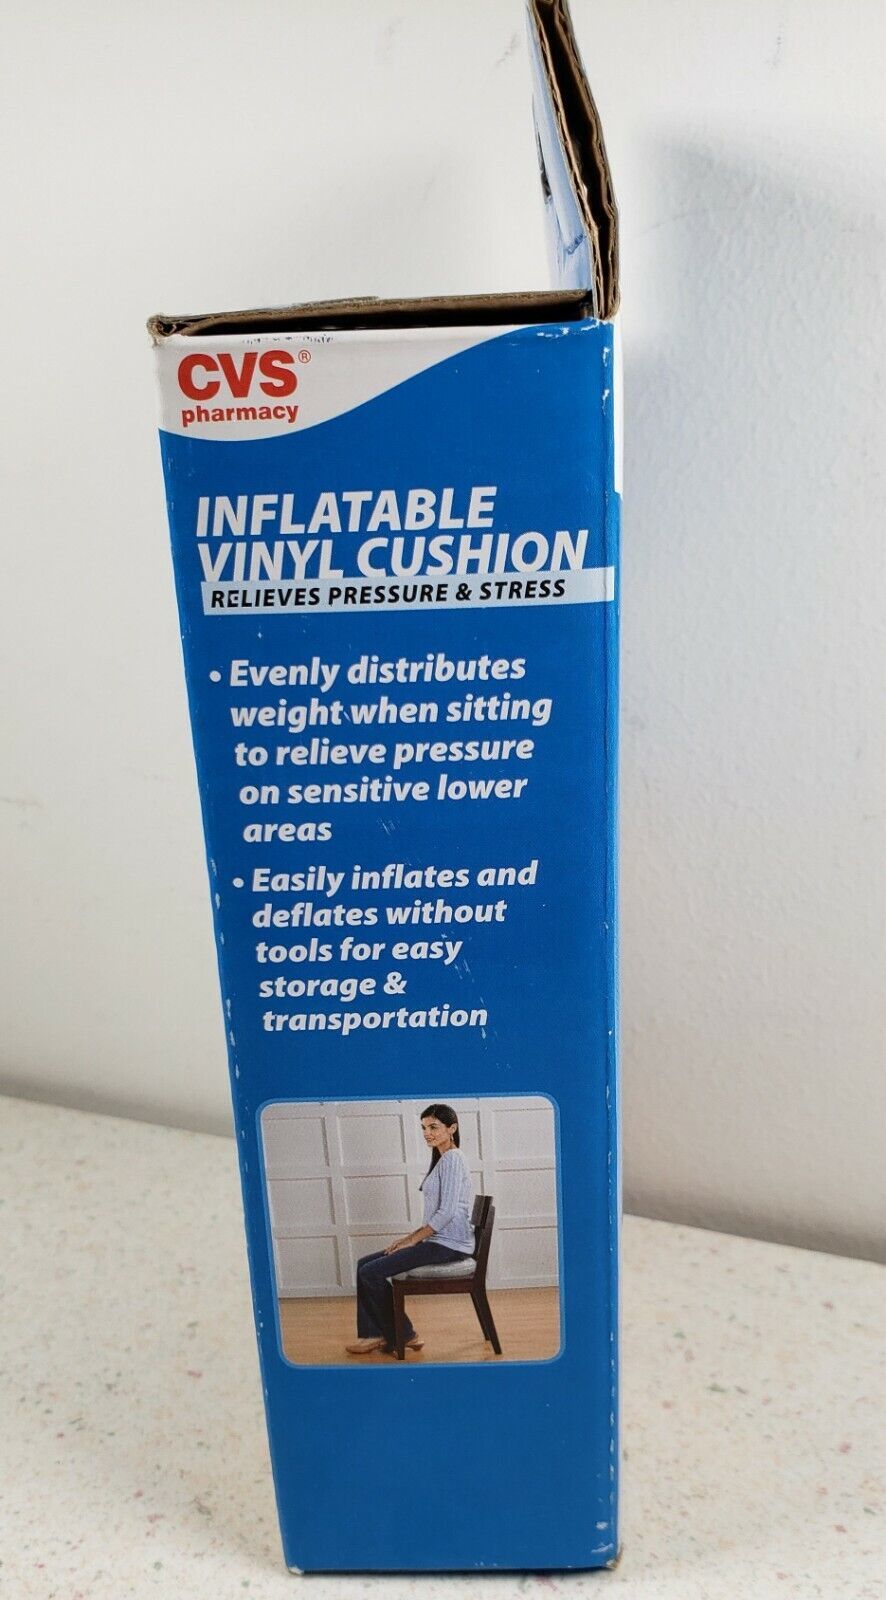 CVS®
pharmacy
INFLATABLE
VINYL CUSHION
RELIEVES PRESSURE & STRESS
• Evenly distributes
weight when sitting
to relieve pressure
on sensitive lower
areas
• Easily inflates and
deflates without
tools for easy
storage &
transportation